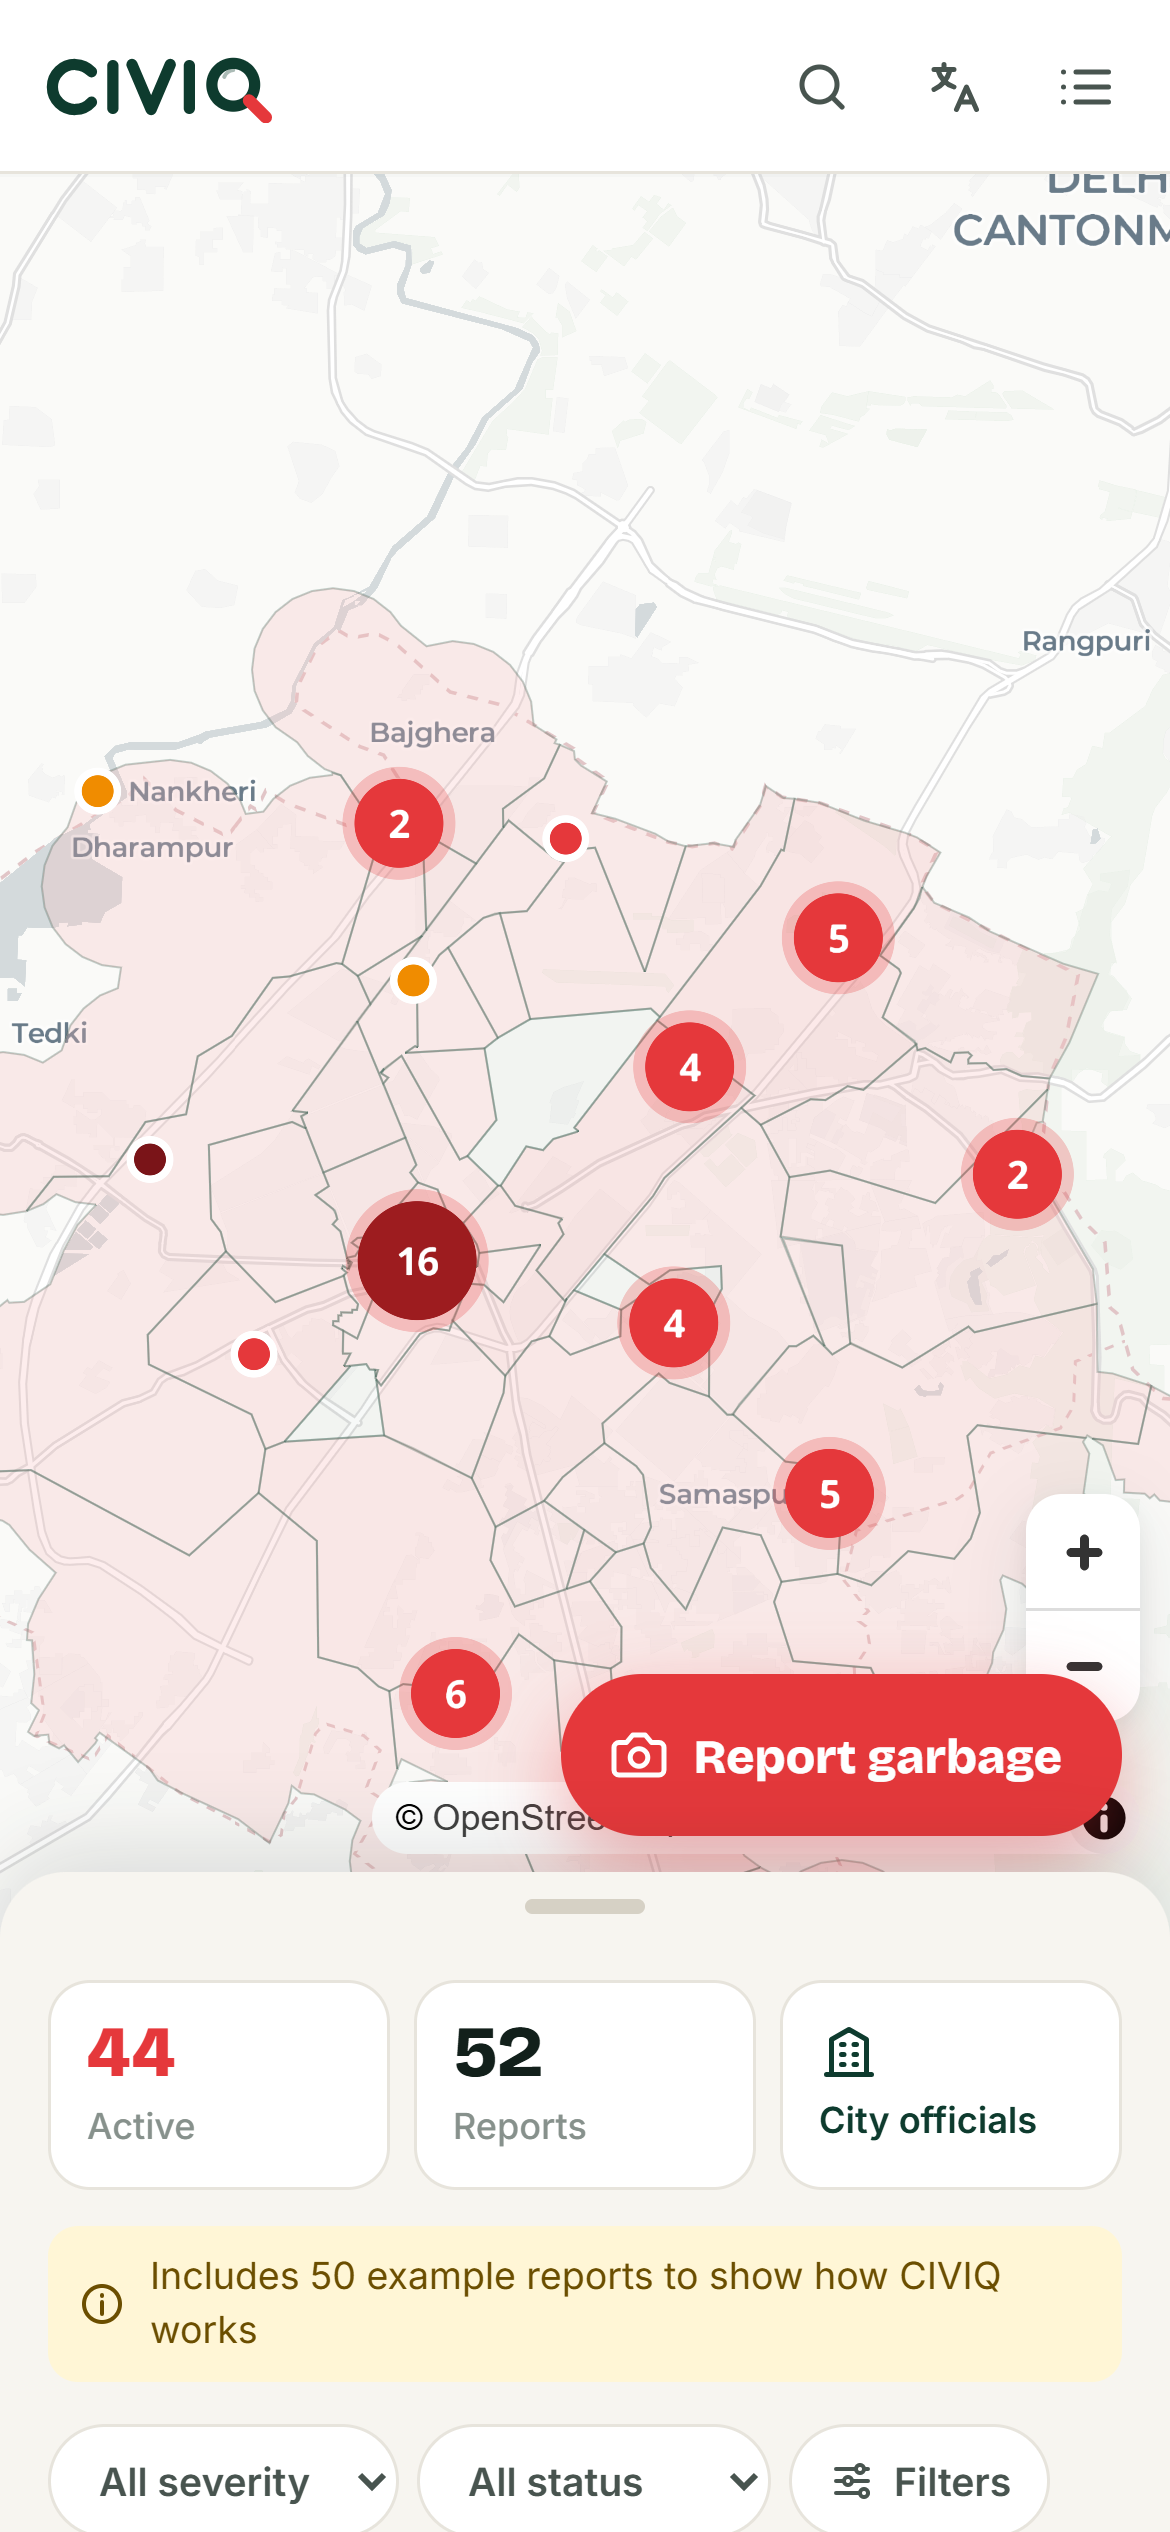 CIVIQ
DELH
CANTONM
Rangpuri
Bajghera
Nankheri
2
Dharampur
5
Tedki
4
2
16
4
Samaspu
5
6
Report garbage
© OpenStree
44
Active
52
Reports
City officials
Includes 50 example reports to show how CIVIQ
works
All severity
All status
Filters